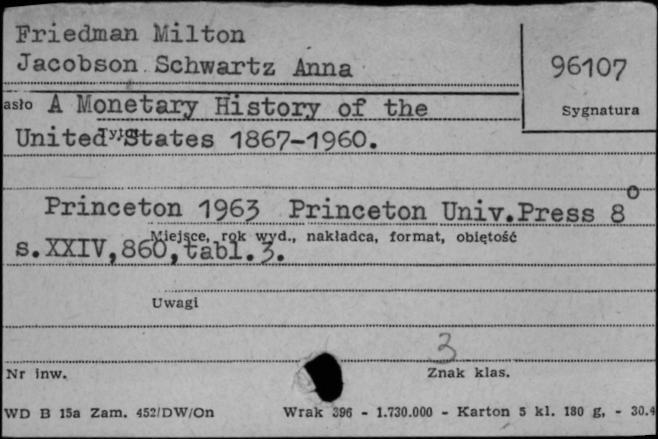 Friedman Milton
Jacobson Schwartz Anna
96107
Sygnatura
asło A Monetary History of the
United States 1867-1960.
Tytuł
Princeton 1963 Princeton Univ.Press 8°
Miejsce, rok wyd., nakładca, format, objętość
s.XXIV,860,tabl.3.
Uwagi
3
Nr inw.
Znak klas.
WD B 15a Zam. 452/DW/On Wrak 396 - 1.730.000 - Karton 5 kl. 180 g, - 30.4